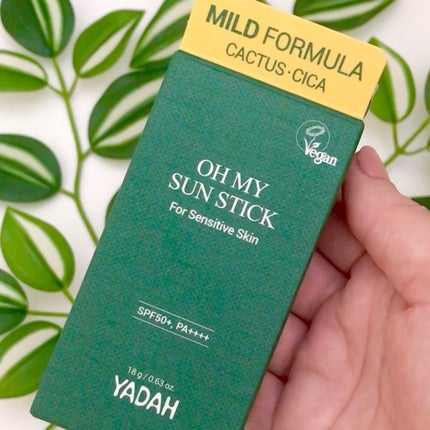 MILD FORMULA
CACTUS·CICA
Vegan
OH MY
SUN STICK
For Sensitive Skin
SPF50+, PA++++
18 g / 0.63 oz.
YADAH